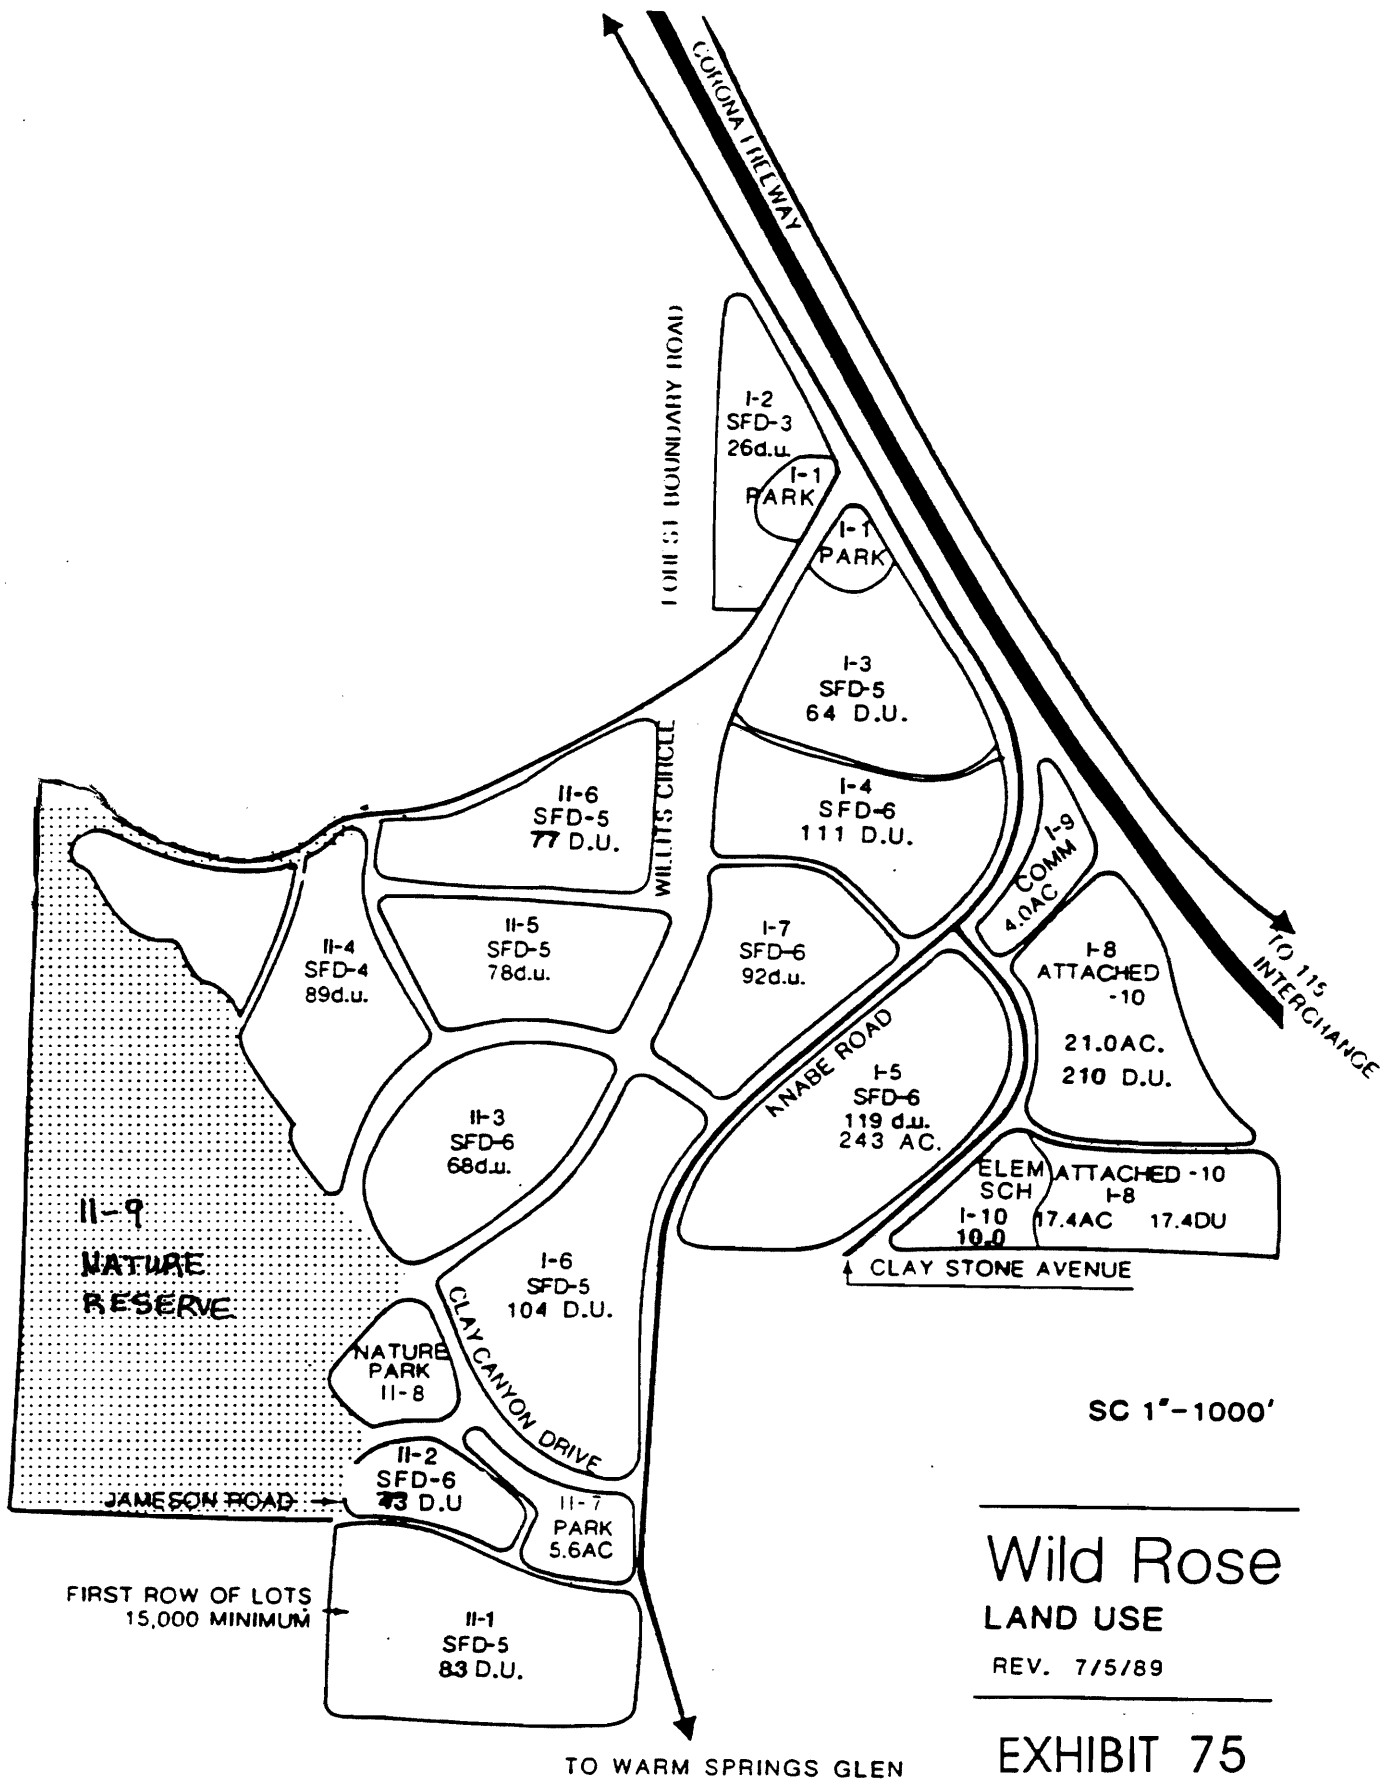 CORONA FREEWAY
FOREST BOUNDARY ROAD
I-2
SFD-3
26d.u.
I-1
PARK
I-1
PARK
I-3
SFD-5
64 D.U.
WILLITS CIRCLE
II-6
SFD-5
77 D.U.
I-4
SFD-6
111 D.U.
I-9
COMM
4.0AC
II-5
SFD-5
78d.u.
I-7
SFD-6
92d.u.
II-4
SFD-4
89d.u.
I-8
ATTACHED
-10
21.0AC.
210 D.U.
TO 115
INTERCHANGE
KNABE ROAD
I-5
SFD-6
119 d.u.
243 AC.
II-3
SFD-6
68d.u.
ELEM
SCH
I-10
10.0
ATTACHED -10
I-8
17.4AC 17.4DU
II-9
NATURE
RESERVE
I-6
SFD-5
104 D.U.
CLAY STONE AVENUE
CLAY CANYON DRIVE
NATURE
PARK
II-8
SC 1"-1000'
II-2
SFD-6
D.U
JAMESON ROAD
II-7
PARK
5.6AC
FIRST ROW OF LOTS
15,000 MINIMUM
II-1
SFD-5
83 D.U.
Wild Rose
LAND USE
REV. 7/5/89
TO WARM SPRINGS GLEN
EXHIBIT 75